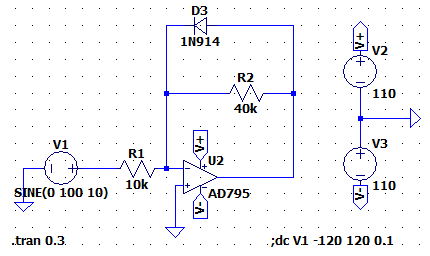 D3
1N914
V+
V2
R2
40k
110
V1
R1
V+
U2
V3
SINE(0 100 10)
10k
AD795
V-
110
V-
.tran 0.3
;dc V1 -120 120 0.1